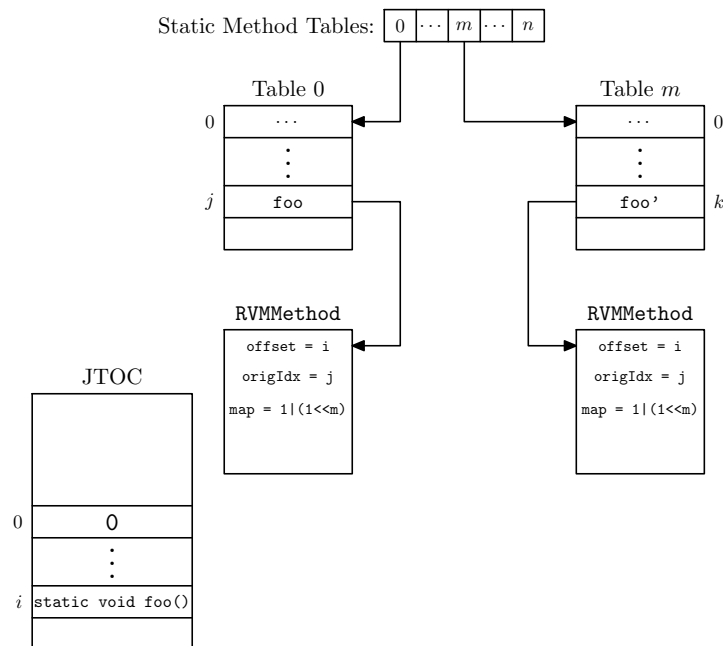 Static Method Tables: 0 ··· m ··· n
Table 0 Table m
0 ··· ··· 0
⋮ ⋮
j foo foo' k
RVMMethod RVMMethod
offset = i offset = i
origIdx = j origIdx = j
JTOC
map = 1|(1<<m) map = 1|(1<<m)
0 0
⋮
i static void foo()